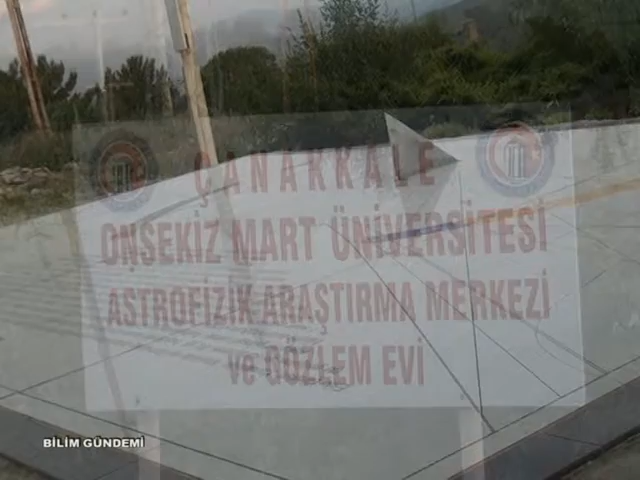 ÇANAKKALE
ONSEKİZ MART ÜNİVERSİTESİ
ASTROFİZİK ARAŞTIRMA MERKEZİ
ve GÖZLEM EVİ
BİLİM GÜNDEMİ